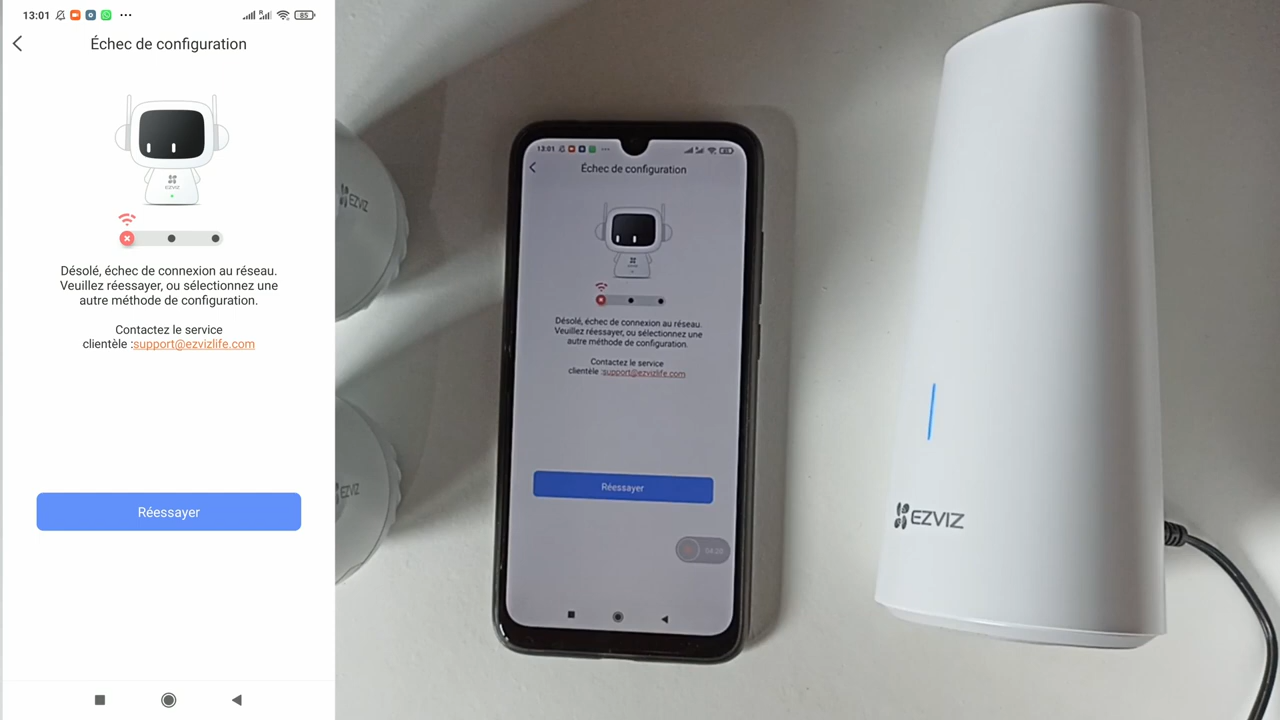 13:01
85
Échec de configuration
EZVIZ
Désolé, échec de connexion au réseau.
Veuillez réessayer, ou sélectionnez une
autre méthode de configuration.
Contactez le service
clientèle :support@ezvizlife.com
Réessayer
EZVIZ
EZVIZ
13:01
Échec de configuration
Désolé, échec de connexion au réseau.
Veuillez réessayer, ou sélectionnez une
autre méthode de configuration.
Contactez le service
clientèle :support@ezvizlife.com
Réessayer
04:20
EZVIZ